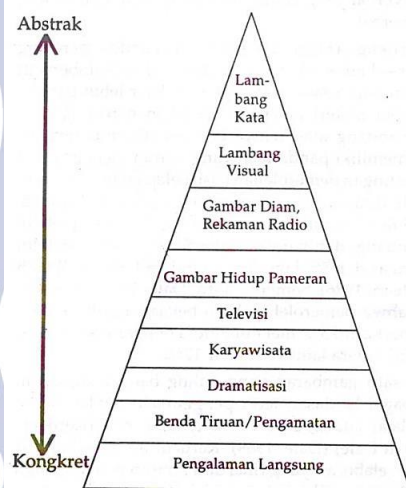 Abstrak
Lam-
bang
Kata
Lambang
Visual
Gambar Diam,
Rekaman Radio
Gambar Hidup Pameran
Televisi
Karyawisata
Dramatisasi
Benda Tiruan/Pengamatan
Kongkret
Pengalaman Langsung